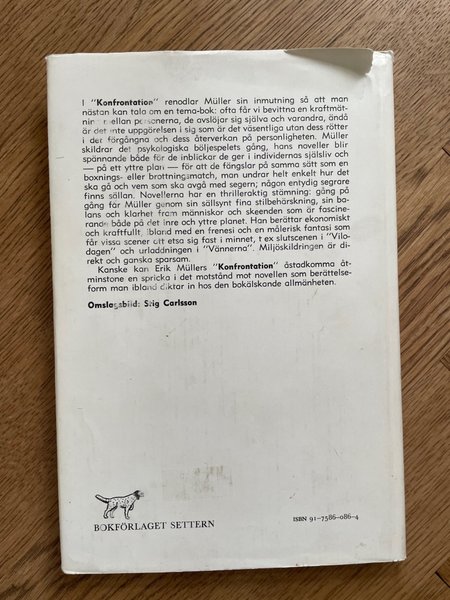 I "Konfrontation" renodlar Müller sin inmutning så att man
nästan kan tala om en tema-bok: ofta får vi bevittna en kraftmät-
ning mellan personerna, de avslöjar sig själva och varandra, ändå
är det inte uppgörelsen i sig som är det väsentliga utan dess rötter
i det förgångna och dess återverkan på personligheten. Müller
skildrar det psykologiska böljespelets gång, hans noveller blir
spännande både för de inblickar de ger i individernas själsliv och
— på ett yttre plan — för att de fängslar på samma sätt som en
boxnings- eller brottningsmatch, man undrar helt enkelt hur det
ska gå och vem som ska avgå med segern; någon entydig segrare
finns sällan. Novellerna har en thrilleraktig stämning: gång på
gång får Müller genom sin sällsynt fina stilbehärskning, sin ba-
lans och klarhet fram människor och skeenden som är fascine-
rande både på det inre och yttre planet. Han berättar ekonomiskt
och kraftfullt, ibland med en frenesi och en målerisk fantasi som
får vissa scener att etsa sig fast i minnet, t ex slutscenen i "Vilo-
dagen" och urladdningen i "Vännerna". Miljöskildringen är di-
rekt och ganska sparsam.
Kanske kan Erik Müllers "Konfrontation" åstadkomma åt-
minstone en spricka i det motstånd mot novellen som berättelse-
form man ibland diktar in hos den bokälskande allmänheten.
Omslagsbild: Stig Carlsson
BOKFÖRLAGET SETTERN
ISBN 91-7586-086-4